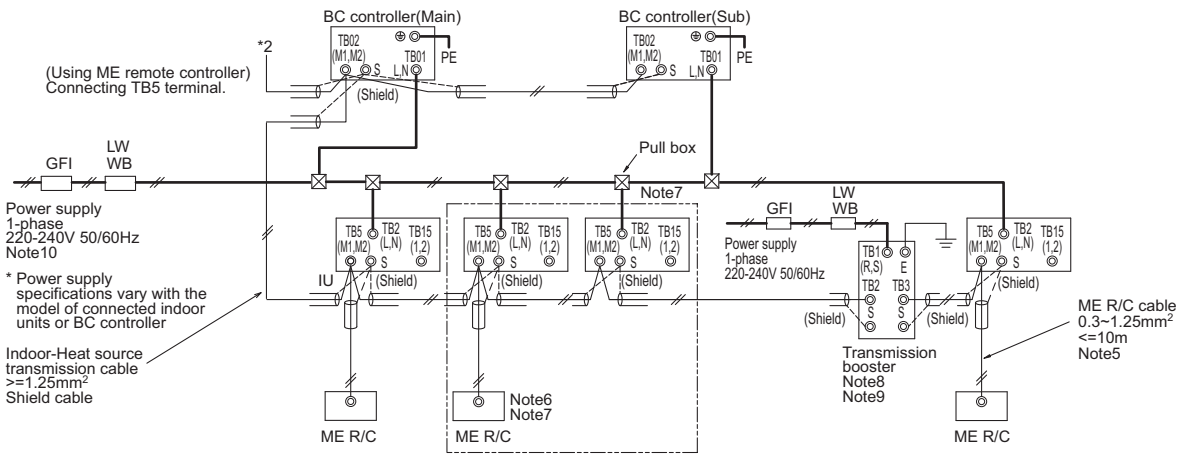 BC controller(Main)
BC controller(Sub)
*2
TB02
(M1,M2)
S
L,N
TB01
PE
TB02
(M1,M2)
S
L,N
TB01
PE
(Using ME remote controller)
Connecting TB5 terminal.
(Shield)
(Shield)
GFI
LW
WB
Pull box
Note7
Power supply
1-phase
220-240V 50/60Hz
Note10
* Power supply
specifications vary with the
model of connected indoor
units or BC controller
Indoor-Heat source
transmission cable
>=1.25mm²
Shield cable
TB5
(M1,M2)
TB2
(L,N)
TB15
(1,2)
S
(Shield)
IU
TB5
(M1,M2)
TB2
(L,N)
TB15
(1,2)
S
(Shield)
TB5
(M1,M2)
TB2
(L,N)
TB15
(1,2)
S
(Shield)
GFI
LW
WB
Power supply
1-phase
220-240V 50/60Hz
TB1
(R,S)
E
TB2
TB3
S
S
(Shield)
(Shield)
Transmission
booster
Note8
Note9
TB5
(M1,M2)
TB2
(L,N)
TB15
(1,2)
S
(Shield)
ME R/C cable
0.3~1.25mm²
<=10m
Note5
ME R/C
Note6
Note7
ME R/C
ME R/C